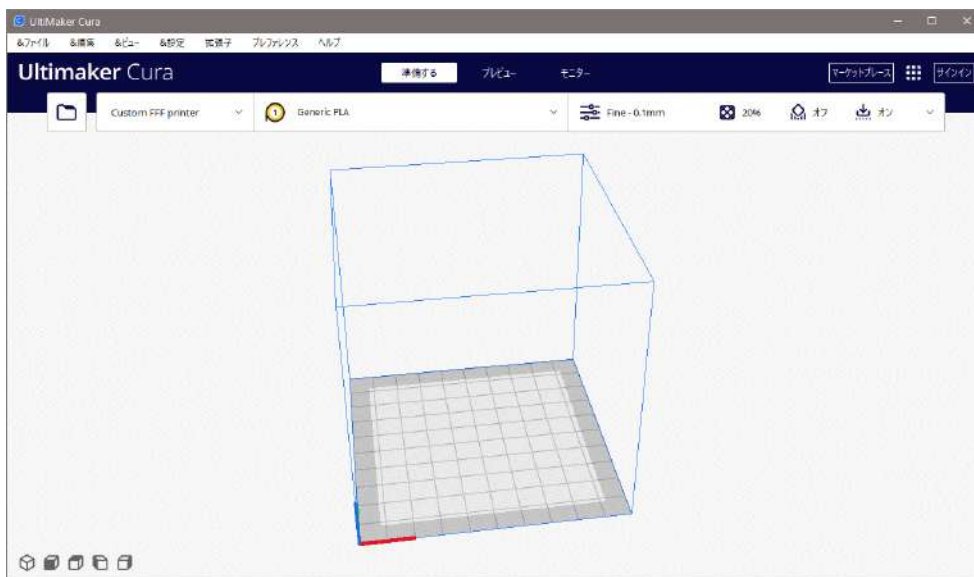 UltiMaker Cura
&ファイル &編集 &ビュー &設定 拡張子 プレファレンス ヘルプ
Ultimaker Cura 準備する プレビュー モニター マーケットプレース サインイン
Custom FFF printer 1 Generic PLA Fine - 0.1mm 20% オフ オン